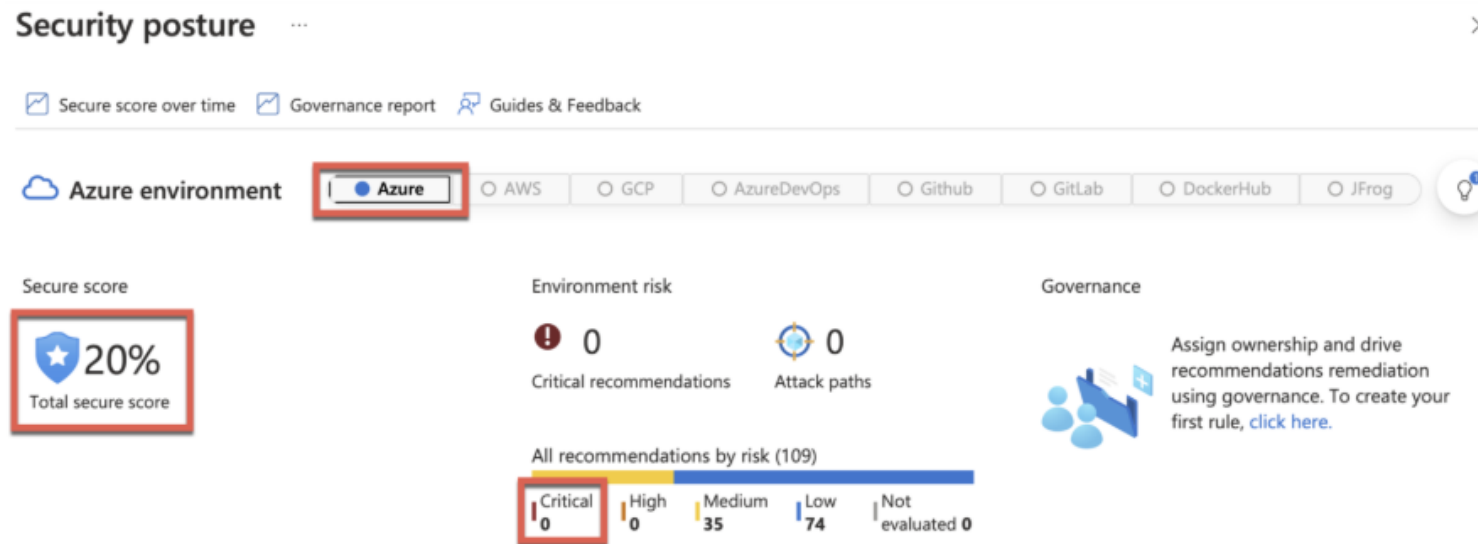 Security posture ...
Secure score over time Governance report Guides & Feedback
Azure environment Azure AWS GCP AzureDevOps Github GitLab DockerHub JFrog
Secure score
20%
Total secure score
Environment risk
0 0
Critical recommendations Attack paths
All recommendations by risk (109)
Critical High Medium Low Not
0 0 35 74 evaluated 0
Governance
Assign ownership and drive
recommendations remediation
using governance. To create your
first rule, click here.